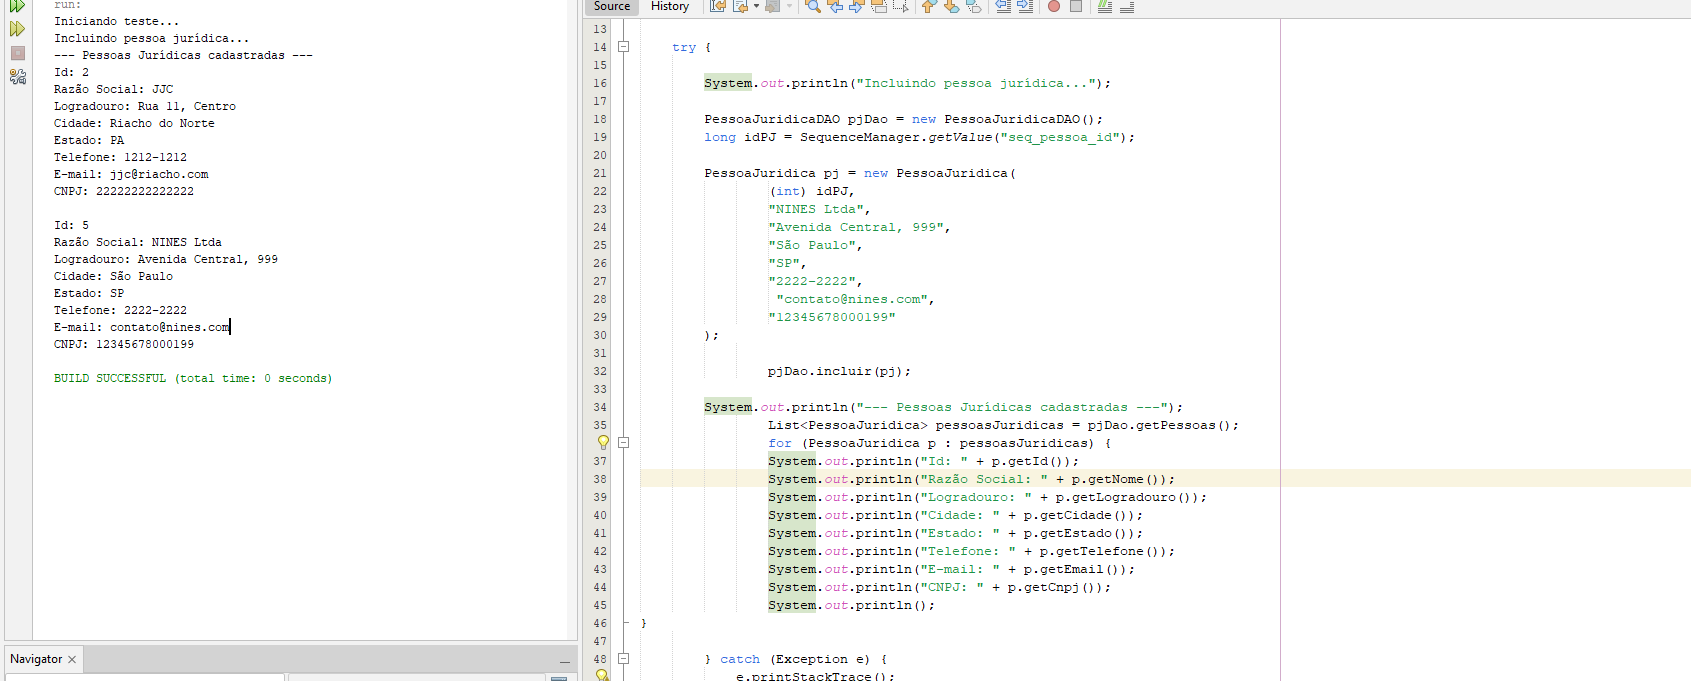 run:
Iniciando teste...
Incluindo pessoa jurídica...
--- Pessoas Jurídicas cadastradas ---
Id: 2
Razão Social: JJC
Logradouro: Rua 11, Centro
Cidade: Riacho do Norte
Estado: PA
Telefone: 1212-1212
E-mail: jjc@riacho.com
CNPJ: 22222222222222
Id: 5
Razão Social: NINES Ltda
Logradouro: Avenida Central, 999
Cidade: São Paulo
Estado: SP
Telefone: 2222-2222
E-mail: contato@nines.com
CNPJ: 12345678000199
BUILD SUCCESSFUL (total time: 0 seconds)
Navigator
Source History
13
14 try {
15
16 System.out.println("Incluindo pessoa jurídica...");
17
18 PessoaJuridicaDAO pjDao = new PessoaJuridicaDAO();
19 long idPJ = SequenceManager.getValue("seq_pessoa_id");
20
21 PessoaJuridica pj = new PessoaJuridica(
22 (int) idPJ,
23 "NINES Ltda",
24 "Avenida Central, 999",
25 "São Paulo",
26 "SP",
27 "2222-2222",
28 "contato@nines.com",
29 "12345678000199"
30 );
31
32 pjDao.incluir(pj);
33
34 System.out.println("--- Pessoas Jurídicas cadastradas ---");
35 List<PessoaJuridica> pessoasJuridicas = pjDao.getPessoas();
for (PessoaJuridica p : pessoasJuridicas) {
37 System.out.println("Id: " + p.getId());
38 System.out.println("Razão Social: " + p.getNome());
39 System.out.println("Logradouro: " + p.getLogradouro());
40 System.out.println("Cidade: " + p.getCidade());
41 System.out.println("Estado: " + p.getEstado());
42 System.out.println("Telefone: " + p.getTelefone());
43 System.out.println("E-mail: " + p.getEmail());
44 System.out.println("CNPJ: " + p.getCnpj());
45 System.out.println();
46 }
47
48 } catch (Exception e) {
e.printStackTrace();